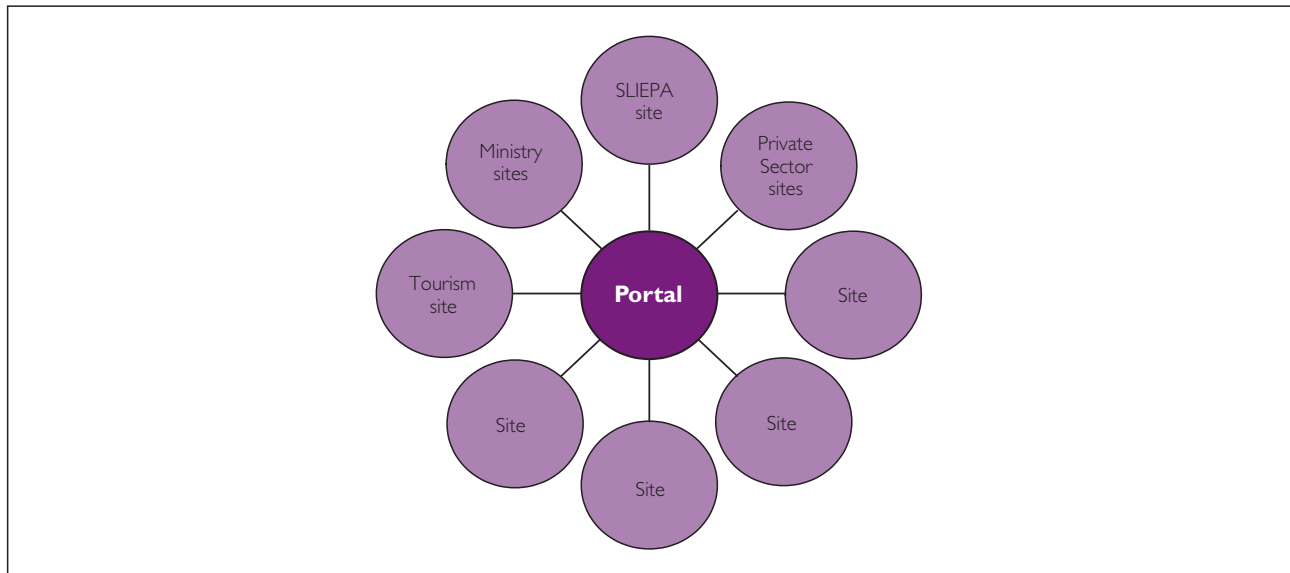 SLIEPA
site
Ministry
sites
Private
Sector
sites
Tourism
site
Portal
Site
Site
Site
Site